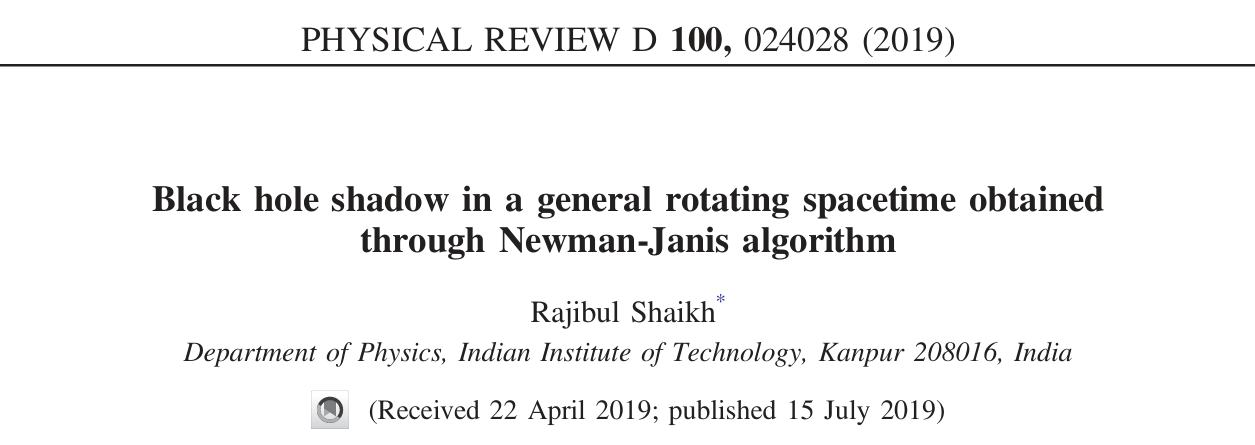 PHYSICAL REVIEW D 100, 024028 (2019)
Black hole shadow in a general rotating spacetime obtained
through Newman-Janis algorithm
Rajibul Shaikh*
Department of Physics, Indian Institute of Technology, Kanpur 208016, India
(Received 22 April 2019; published 15 July 2019)